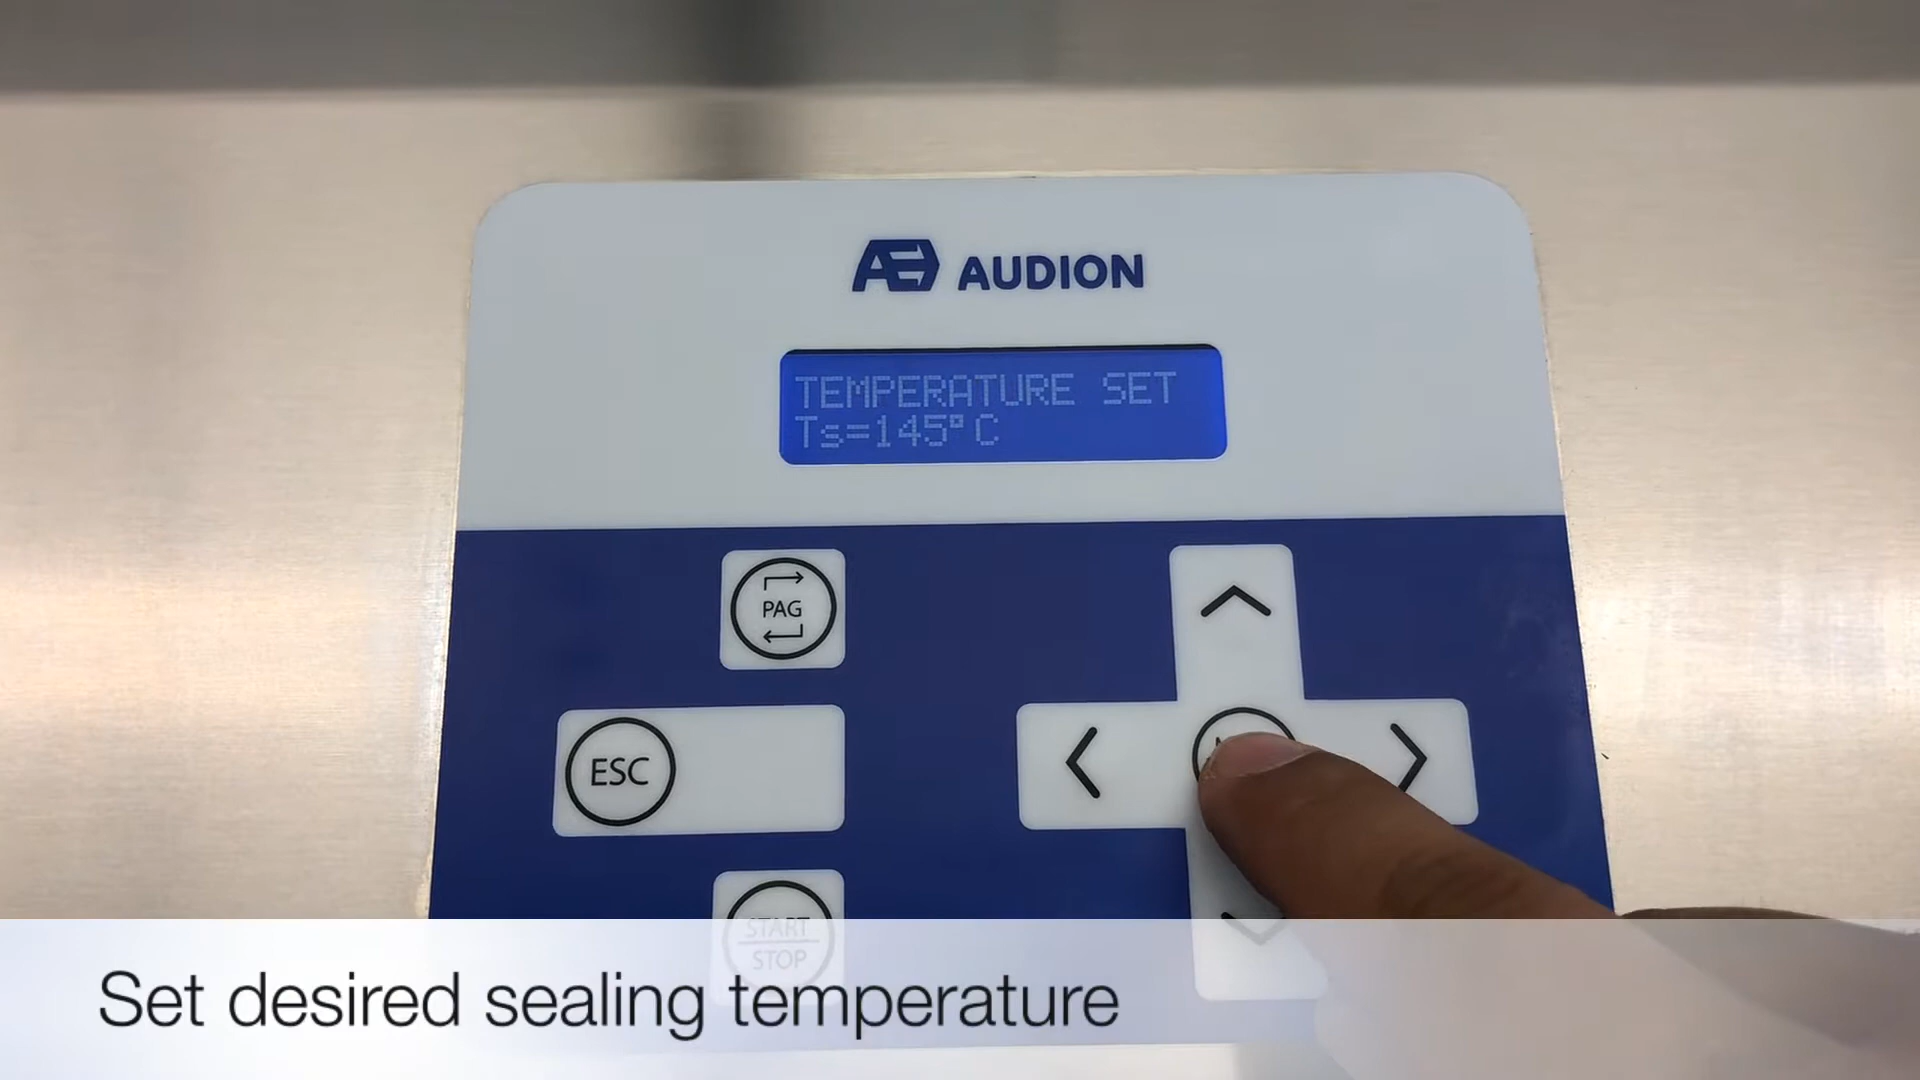 AUDION
TEMPERATURE SET
Ts=145°C
PAG
ESC
START
STOP
Set desired sealing temperature